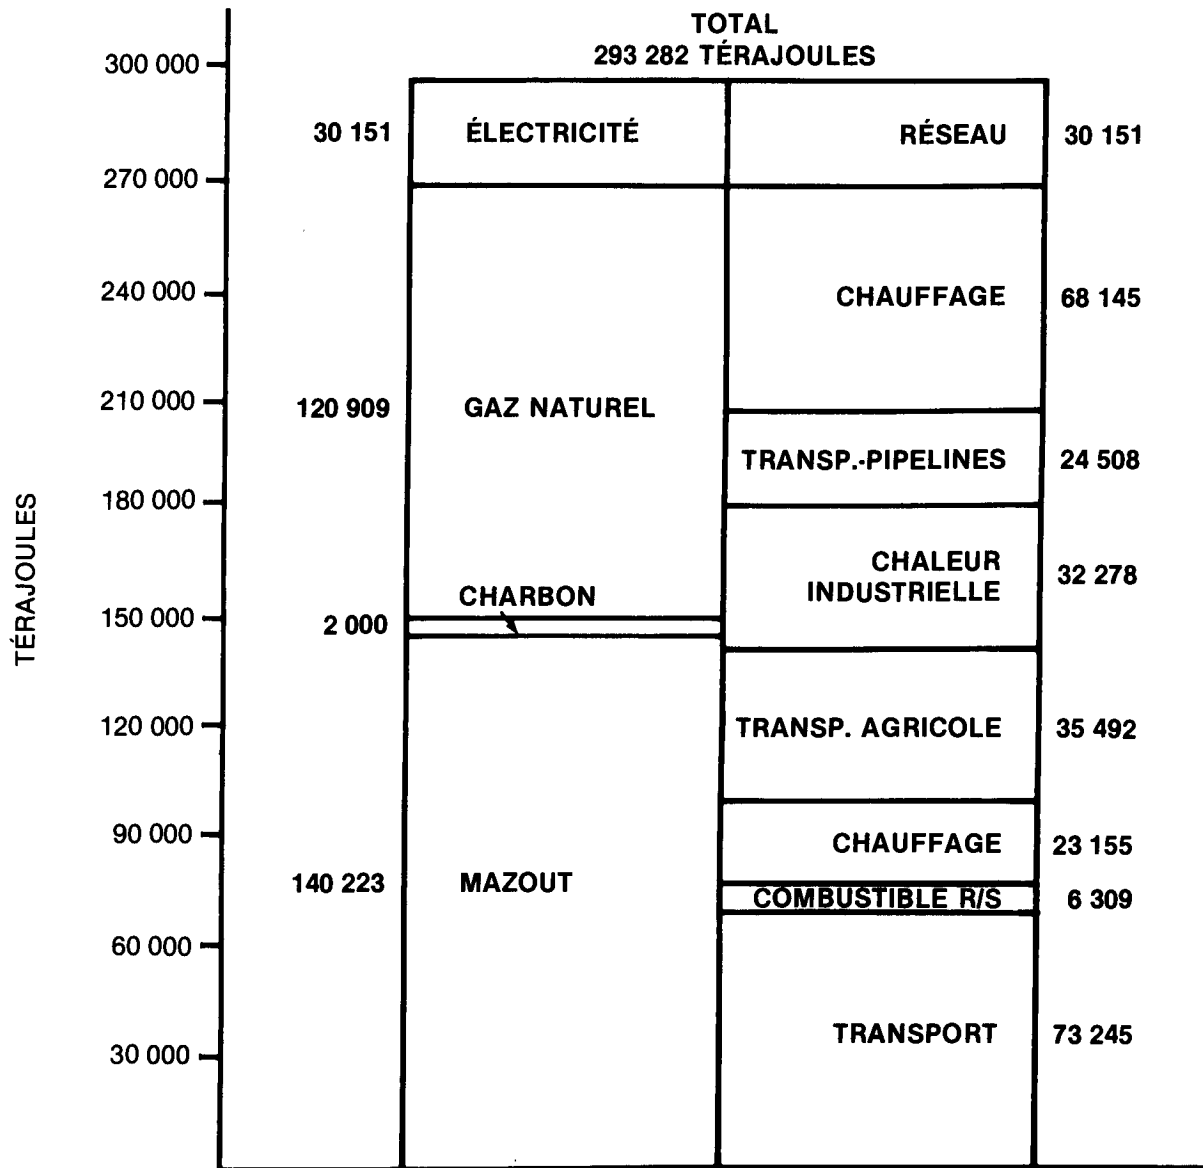 TOTAL
293 282 TÉRAJOULES
TÉRAJOULES
300 000
270 000
240 000
210 000
180 000
150 000
120 000
90 000
60 000
30 000
30 151
ÉLECTRICITÉ
RÉSEAU
30 151
CHAUFFAGE
68 145
120 909
GAZ NATUREL
TRANSP.-PIPELINES
24 508
CHALEUR
INDUSTRIELLE
32 278
CHARBON
2 000
TRANSP. AGRICOLE
35 492
CHAUFFAGE
23 155
140 223
MAZOUT
COMBUSTIBLE R/S
6 309
TRANSPORT
73 245